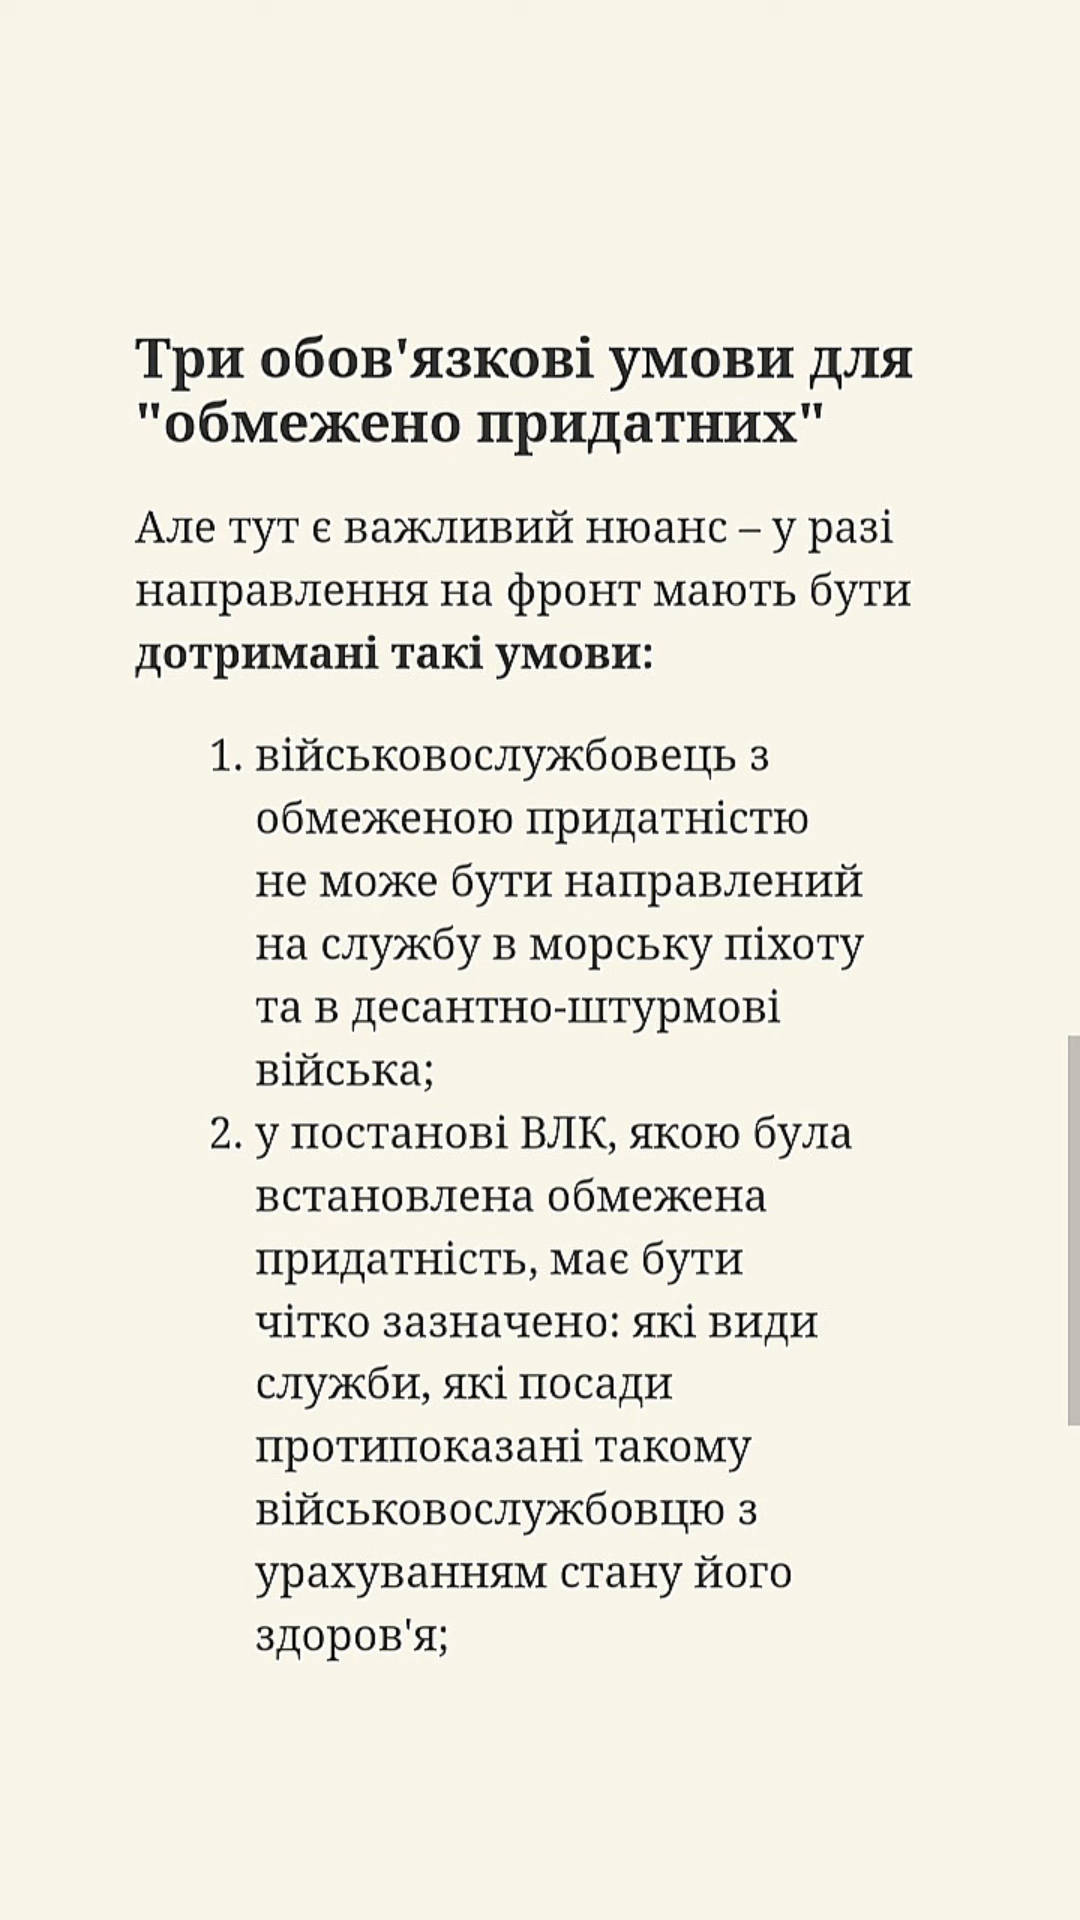 Три обов'язкові умови для
"обмежено придатних"
Але тут є важливий нюанс – у разі
направлення на фронт мають бути
дотримані такі умови:
1. військовослужбовець з
обмеженою придатністю
не може бути направлений
на службу в морську піхоту
та в десантно-штурмові
війська;
2. у постанові ВЛК, якою була
встановлена обмежена
придатність, має бути
чітко зазначено: які види
служби, які посади
протипоказані такому
військовослужбовцю з
урахуванням стану його
здоров'я;